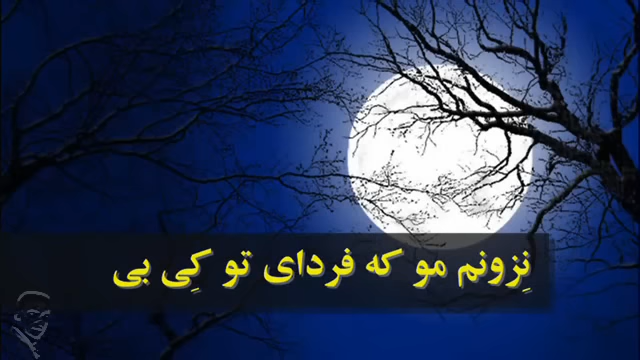 نِزونم مو که فردای تو کِی بی